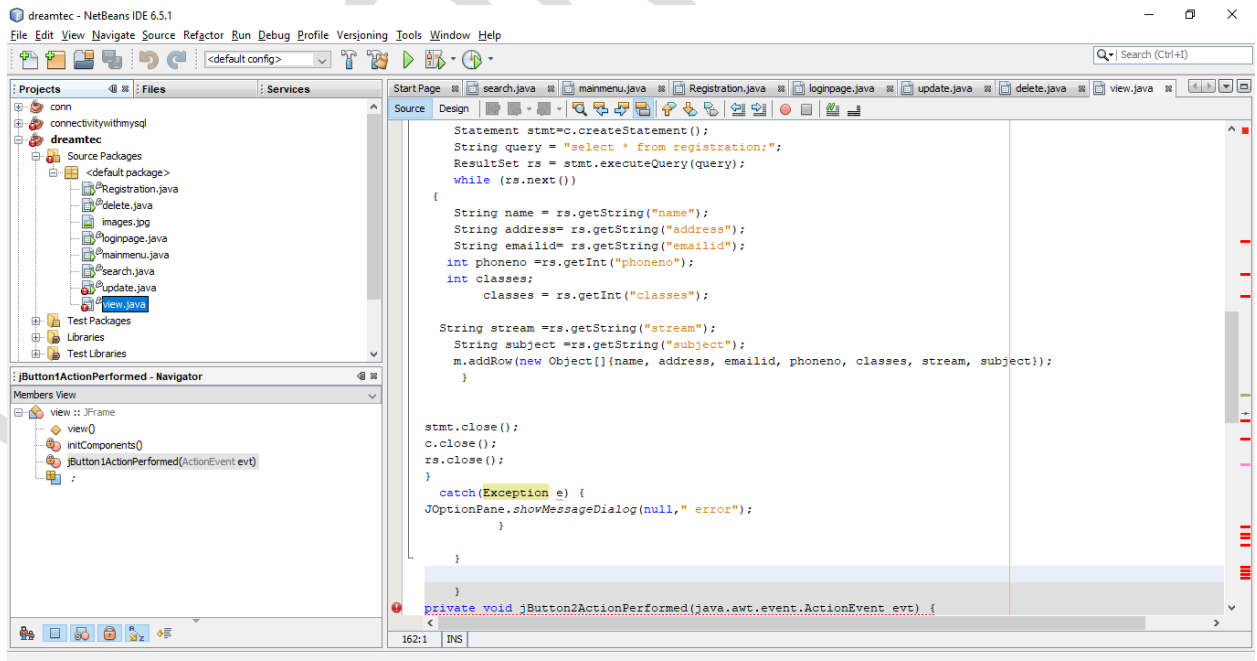 dreamtec - NetBeans IDE 6.5.1
File Edit View Navigate Source Refactor Run Debug Profile Versioning Tools Window Help
<default config>
Search (Ctrl+I)
Projects
Files
Services
conn
connectivitywithmysql
dreamtec
Source Packages
<default package>
Registration.java
delete.java
images.jpg
loginpage.java
mainmenu.java
search.java
update.java
view.java
Test Packages
Libraries
Test Libraries
jButton1ActionPerformed - Navigator
Members View
view :: JFrame
view()
initComponents()
jButton1ActionPerformed(ActionEvent evt)
;
Start Page search.java mainmenu.java Registration.java loginpage.java update.java delete.java view.java
Source Design
Statement stmt=c.createStatement();
String query = "select * from registration;";
ResultSet rs = stmt.executeQuery(query);
while (rs.next())
{
String name = rs.getString("name");
String address= rs.getString("address");
String emailid= rs.getString("emailid");
int phoneno =rs.getInt("phoneno");
int classes;
classes = rs.getInt("classes");
String stream =rs.getString("stream");
String subject =rs.getString("subject");
m.addRow(new Object[]{name, address, emailid, phoneno, classes, stream, subject});
}
stmt.close();
c.close();
rs.close();
}
catch(Exception e) {
JOptionPane.showMessageDialog(null," error");
}
}
}
private void jButton2ActionPerformed(java.awt.event.ActionEvent evt) {
162:1 INS